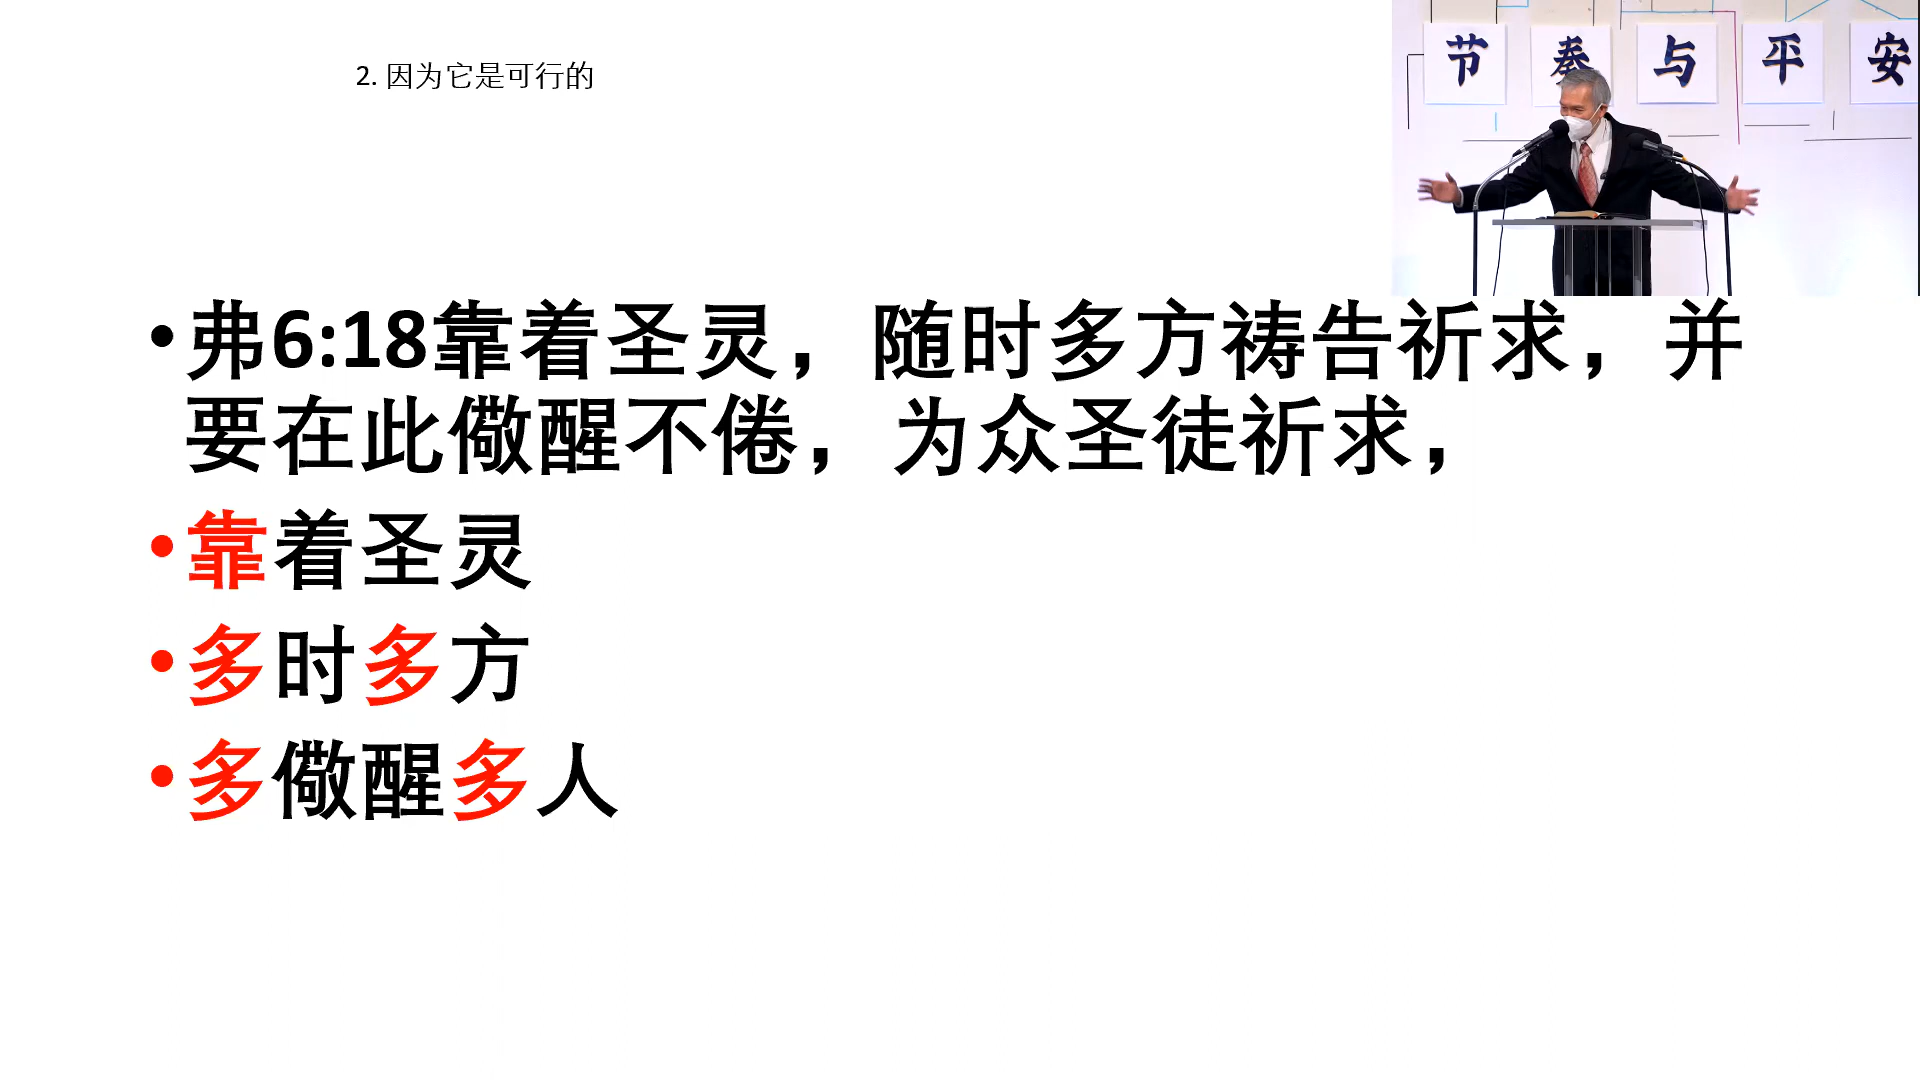 2. 因为它是可行的
节奏与平安
•弗6:18靠着圣灵，随时多方祷告祈求，并
要在此儆醒不倦，为众圣徒祈求，
•靠着圣灵
•多时多方
•多儆醒多人